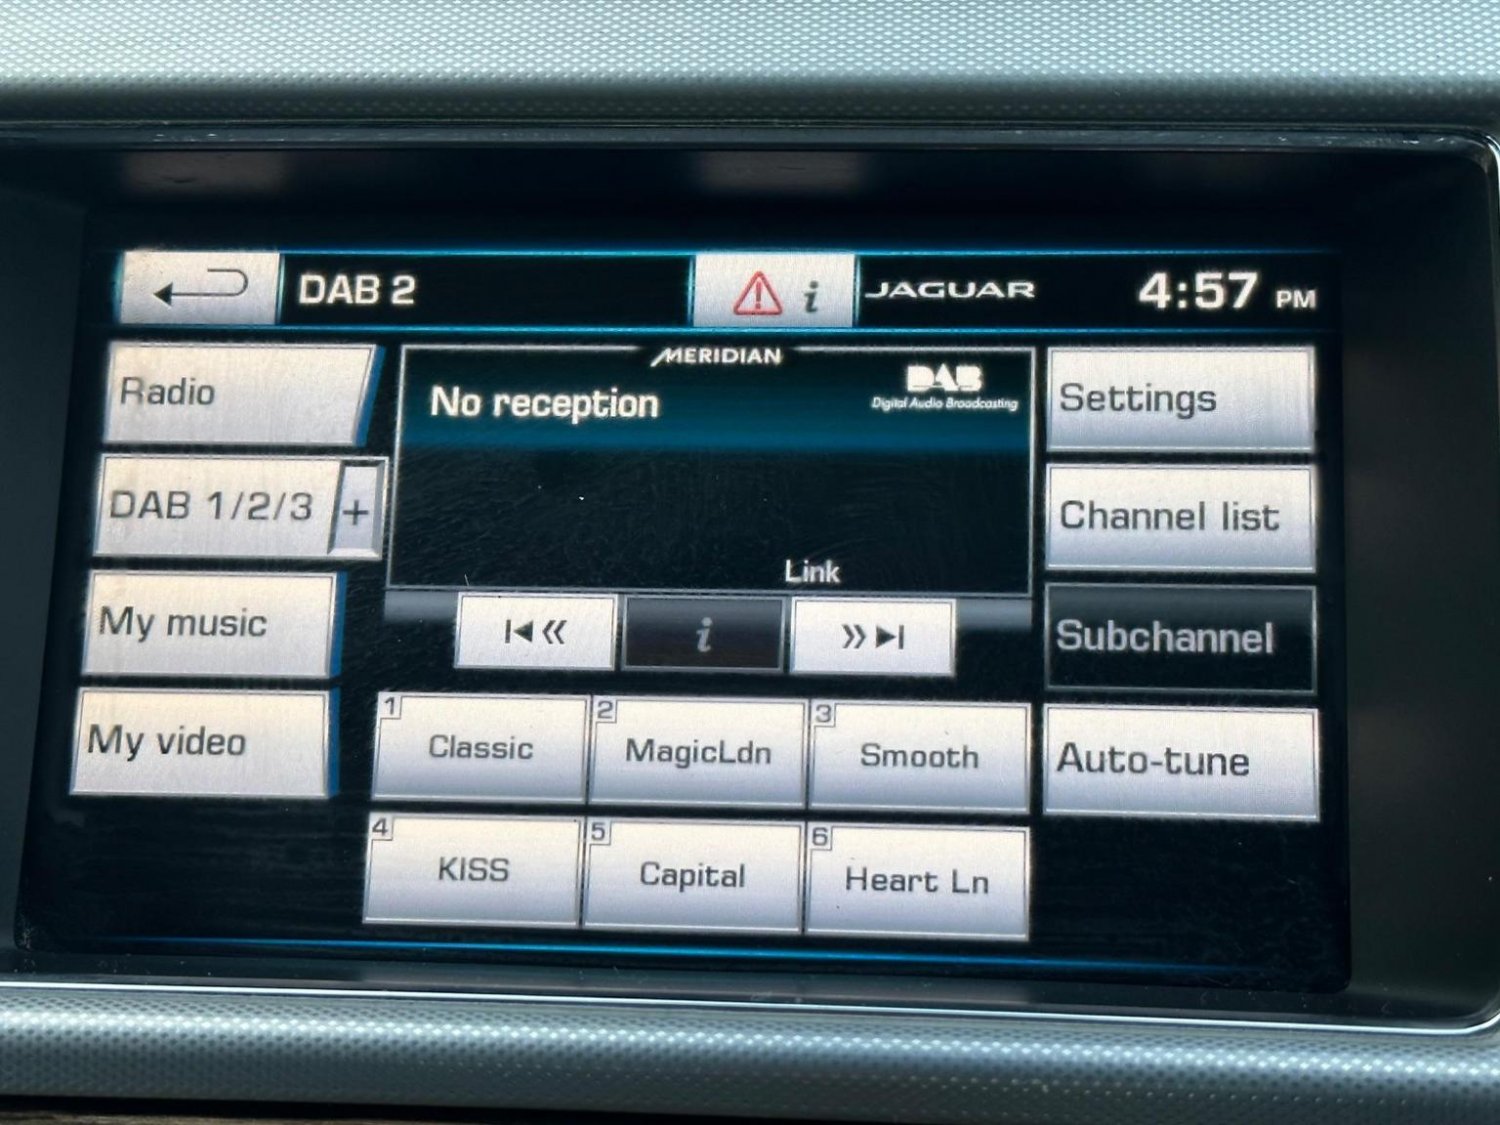 DAB 2
i
JAGUAR
4:57 PM
Radio
DAB 1/2/3 +
My music
My video
MERIDIAN
No reception
DAB
Digital Audio Broadcasting
Link
i
Settings
Channel list
Subchannel
Auto-tune
1 Classic
2 MagicLdn
3 Smooth
4 KISS
5 Capital
6 Heart Ln